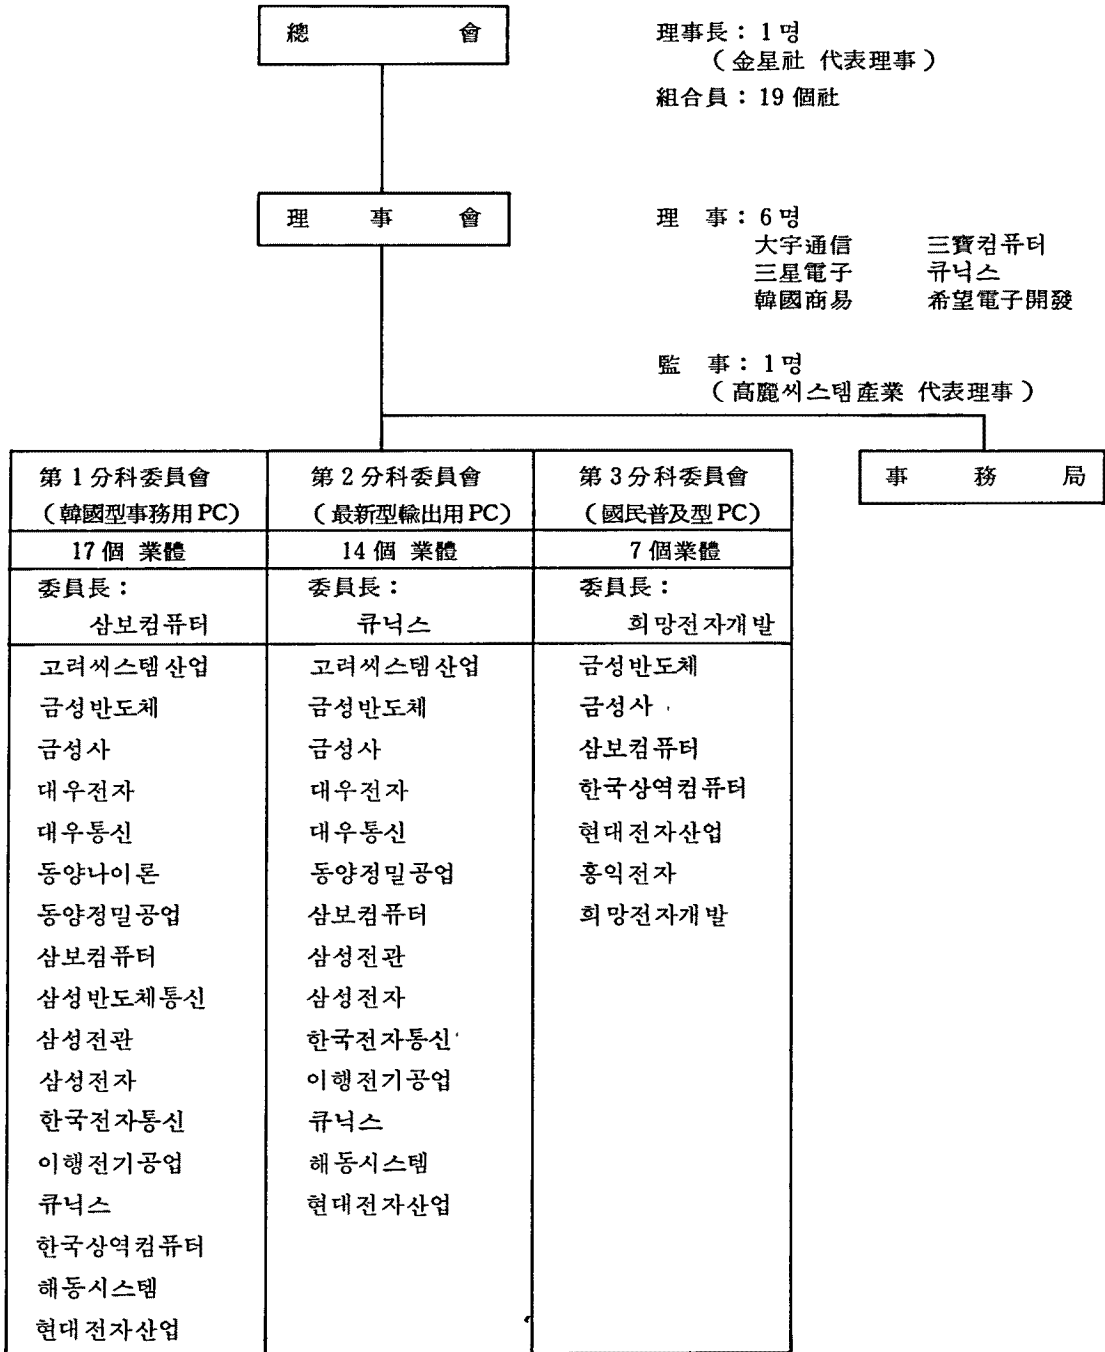 總 會
理事長 : 1 명
( 金星社 代表理事 )
組合員 : 19 個社
理 事 會
理 事 : 6 명
大宇通信 三寶컴퓨터
三星電子 큐닉스
韓國商易 希望電子開發
監 事 : 1 명
( 高麗씨스템産業 代表理事 )
事 務 局
第 1 分科委員會
( 韓國型事務用 PC)
17 個 業體
委員長 :
삼보컴퓨터
고려씨스템산업
금성반도체
금성사
대우전자
대우통신
동양나이론
동양정밀공업
삼보컴퓨터
삼성반도체통신
삼성전관
삼성전자
한국전자통신
이행전기공업
큐닉스
한국상역컴퓨터
해동시스템
현대전자산업
第 2 分科委員會
( 最新型輸出用 PC)
14 個 業體
委員長 :
큐닉스
고려씨스템산업
금성반도체
금성사
대우전자
대우통신
동양정밀공업
삼보컴퓨터
삼성전관
삼성전자
한국전자통신
이행전기공업
큐닉스
해동시스템
현대전자산업
第 3 分科委員會
( 國民普及型 PC)
7 個業體
委員長 :
희망전자개발
금성반도체
금성사
삼보컴퓨터
한국상역컴퓨터
현대전자산업
홍익전자
희망전자개발